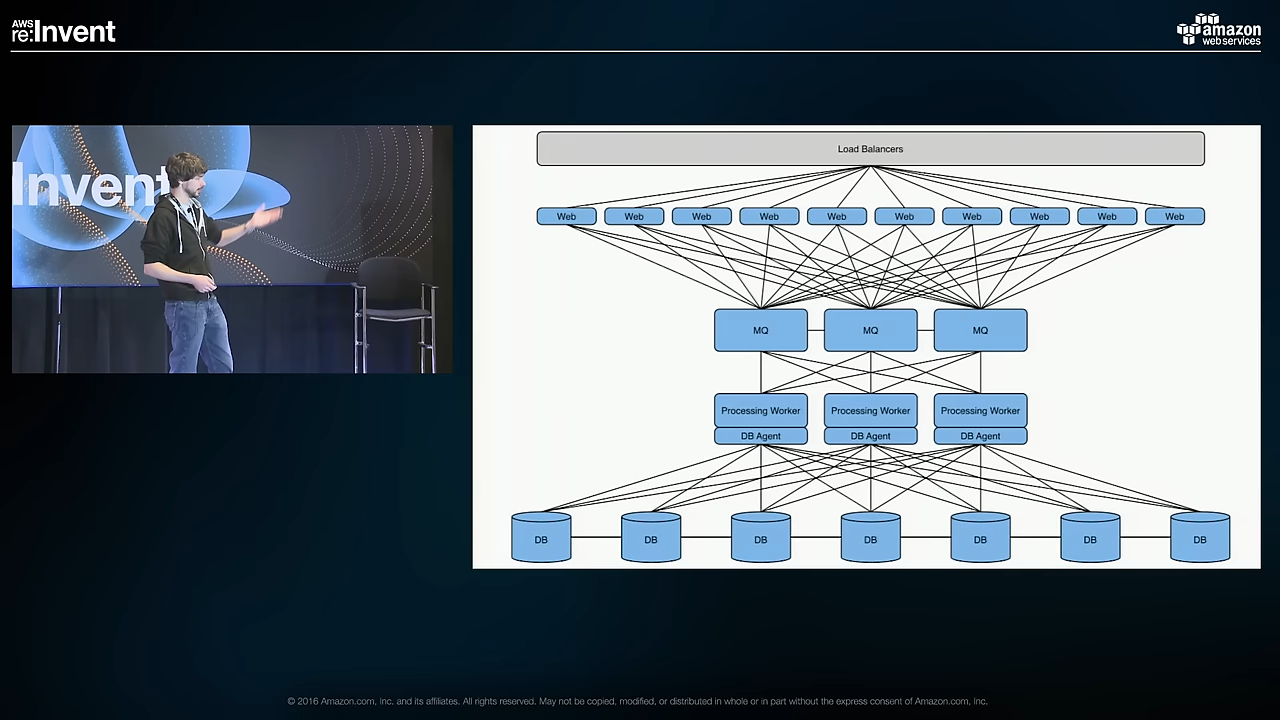 AWS
re:Invent
amazon
web services
Invent
Load Balancers
Web Web Web Web Web Web Web Web Web Web
MQ MQ MQ
Processing Worker Processing Worker Processing Worker
DB Agent DB Agent DB Agent
DB DB DB DB DB DB DB
© 2016 Amazon.com, Inc. and its affiliates. All rights reserved. May not be copied, modified, or distributed in whole or in part without the express consent of Amazon.com, Inc.